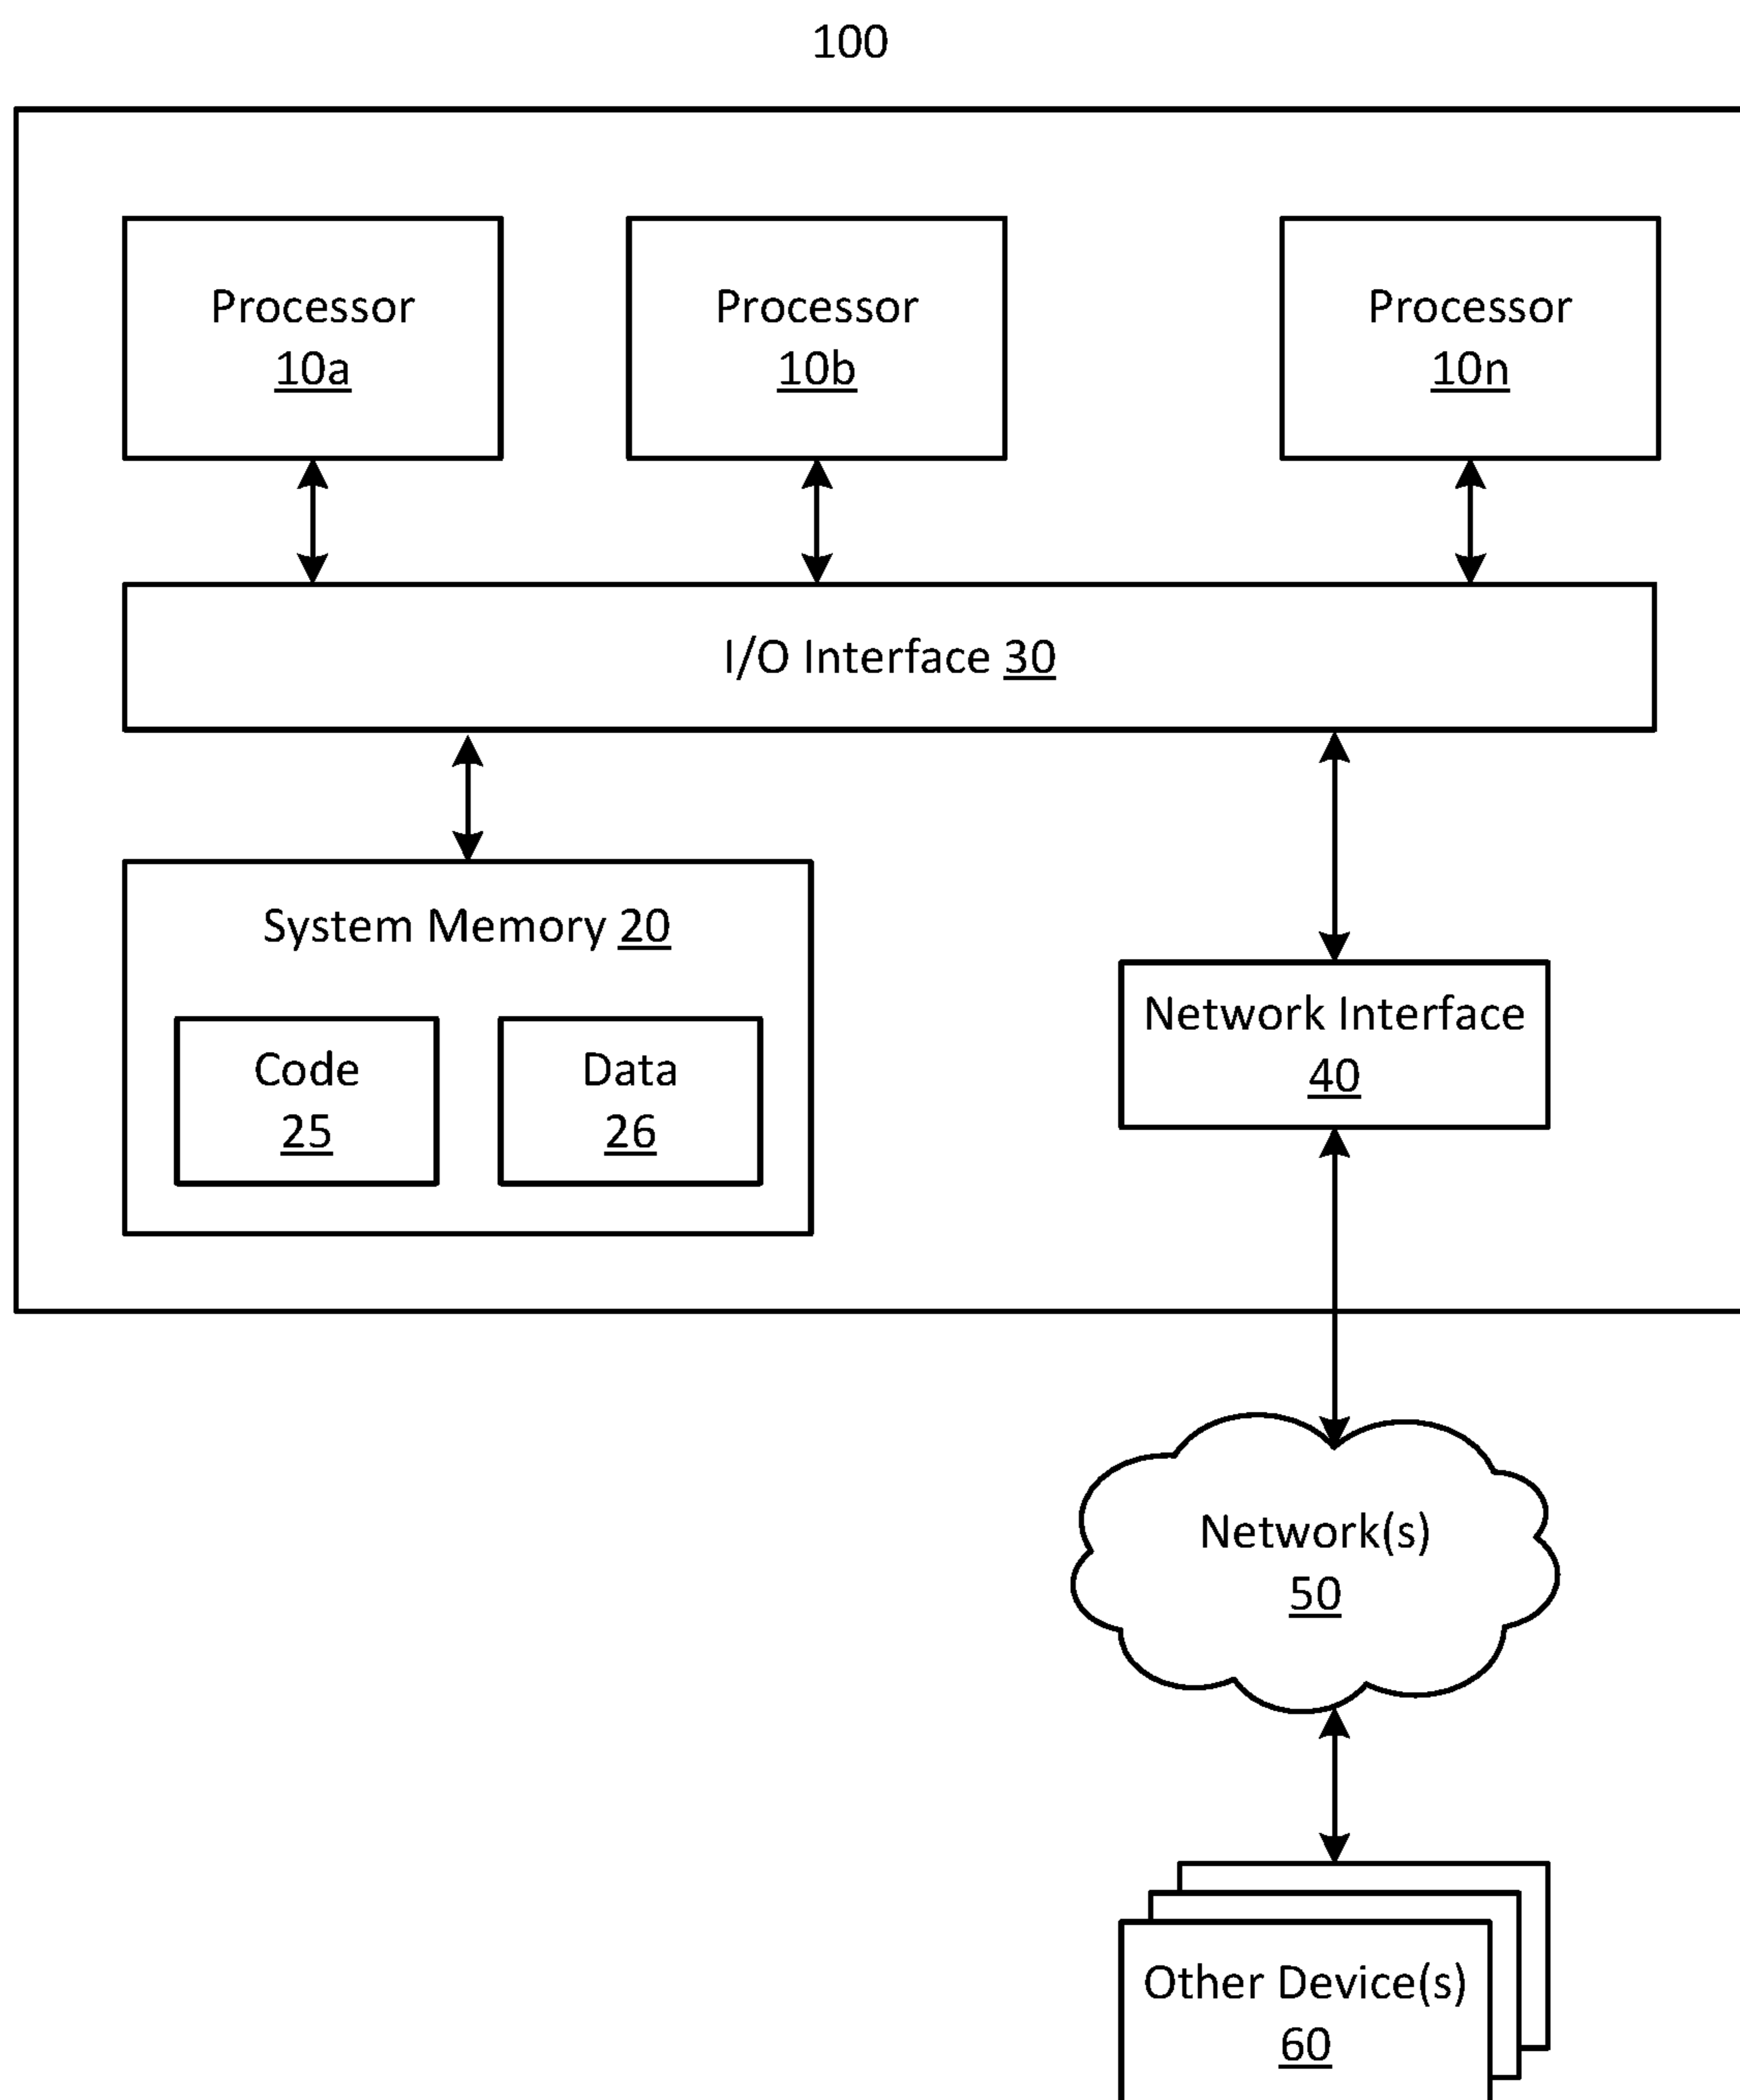 100
Processor
10a
Processor
10b
Processor
10n
I/O Interface 30
System Memory 20
Code
25
Data
26
Network Interface
40
Network(s)
50
Other Device(s)
60